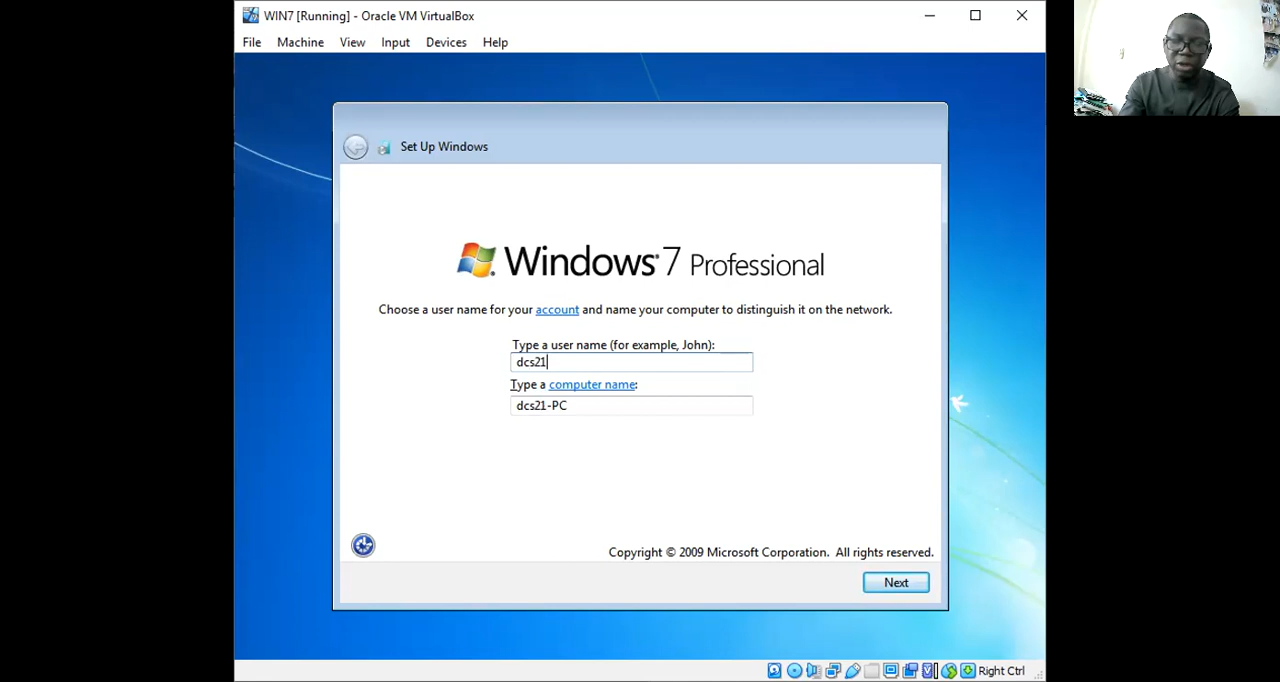 WIN7 [Running] - Oracle VM VirtualBox
File Machine View Input Devices Help
Set Up Windows
Windows 7 Professional
Choose a user name for your account and name your computer to distinguish it on the network.
Type a user name (for example, John):
dcs21
Type a computer name:
dcs21-PC
Copyright © 2009 Microsoft Corporation. All rights reserved.
Next
Right Ctrl